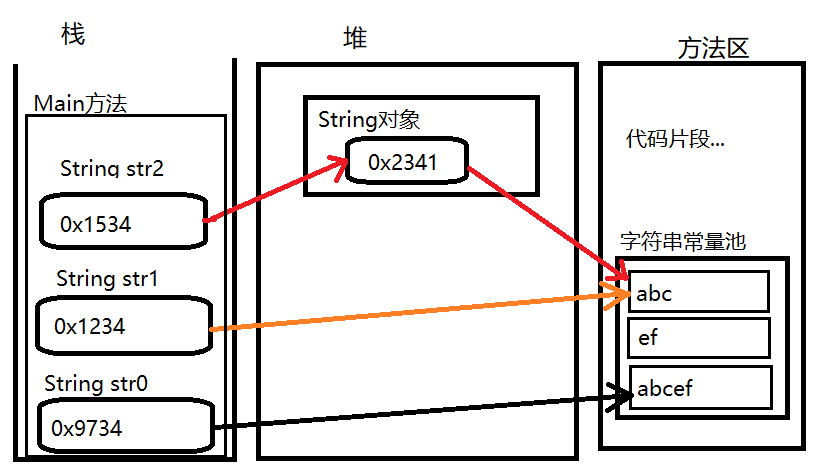 栈
堆
方法区
Main方法
String str2
0x1534
String str1
0x1234
String str0
0x9734
String对象
0x2341
代码片段...
字符串常量池
abc
ef
abcef